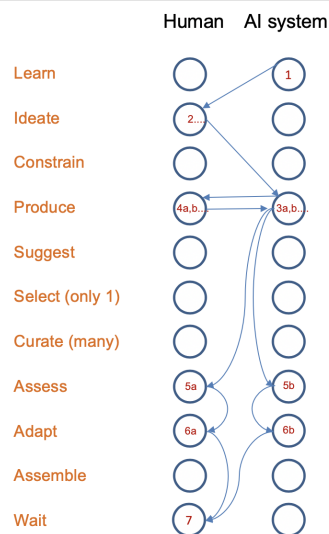 Human AI system
Learn 1
Ideate 2....
Constrain
Produce 4a,b... 3a,b...
Suggest
Select (only 1)
Curate (many)
Assess 5a 5b
Adapt 6a 6b
Assemble
Wait 7